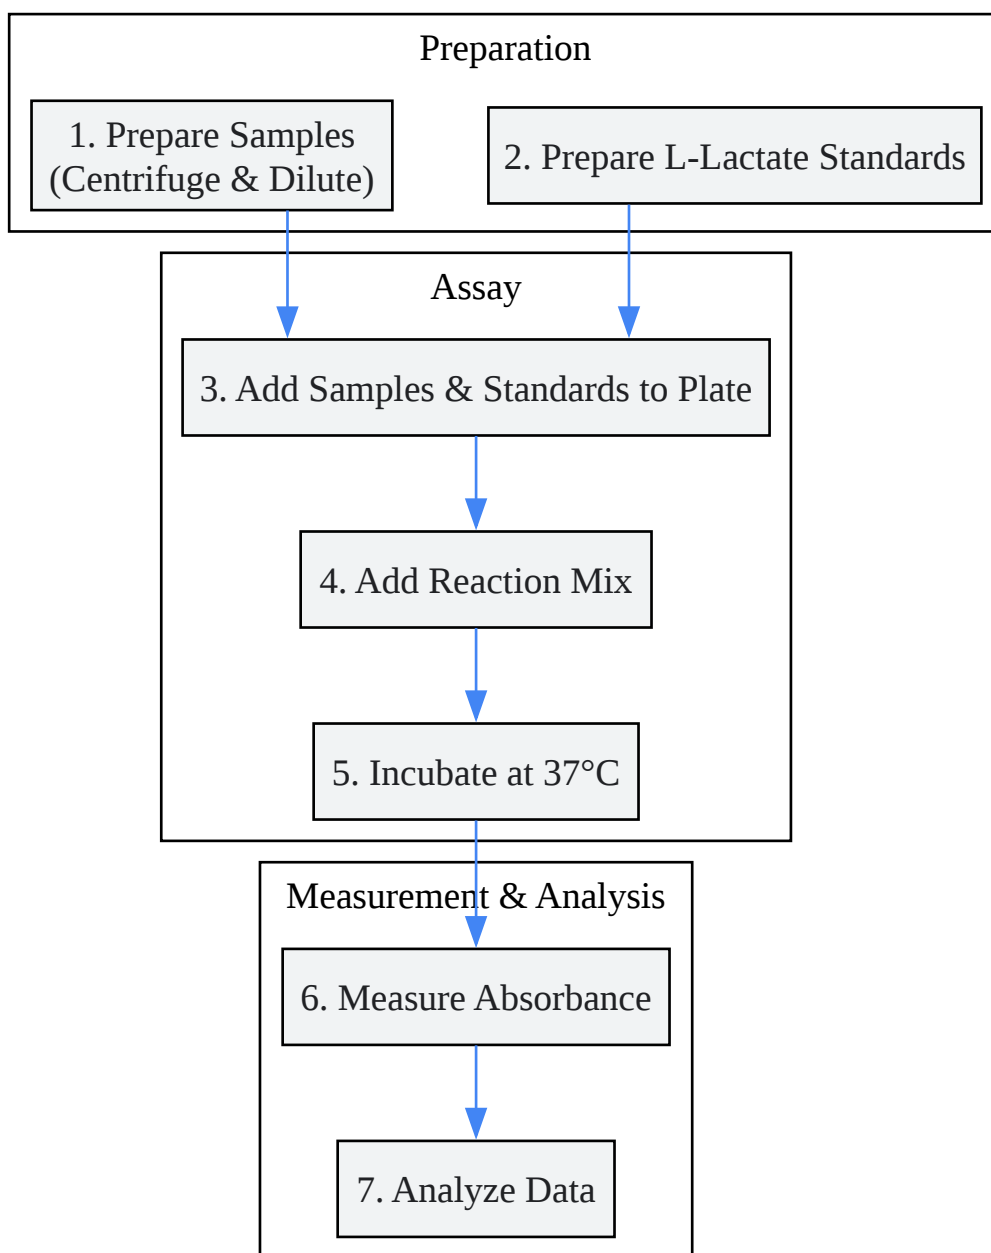 Preparation
1. Prepare Samples
(Centrifuge & Dilute)
2. Prepare L-Lactate Standards
Assay
3. Add Samples & Standards to Plate
4. Add Reaction Mix
5. Incubate at 37°C
Measurement & Analysis
6. Measure Absorbance
7. Analyze Data